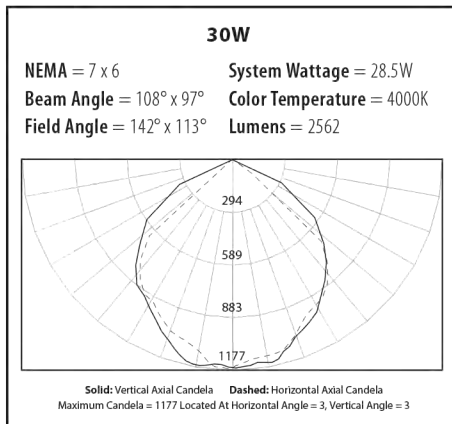 30W
NEMA = 7 x 6
System Wattage = 28.5W
Beam Angle = 108° x 97°
Color Temperature = 4000K
Field Angle = 142° x 113°
Lumens = 2562
294
589
883
1177
Solid: Vertical Axial Candela Dashed: Horizontal Axial Candela
Maximum Candela = 1177 Located At Horizontal Angle = 3, Vertical Angle = 3